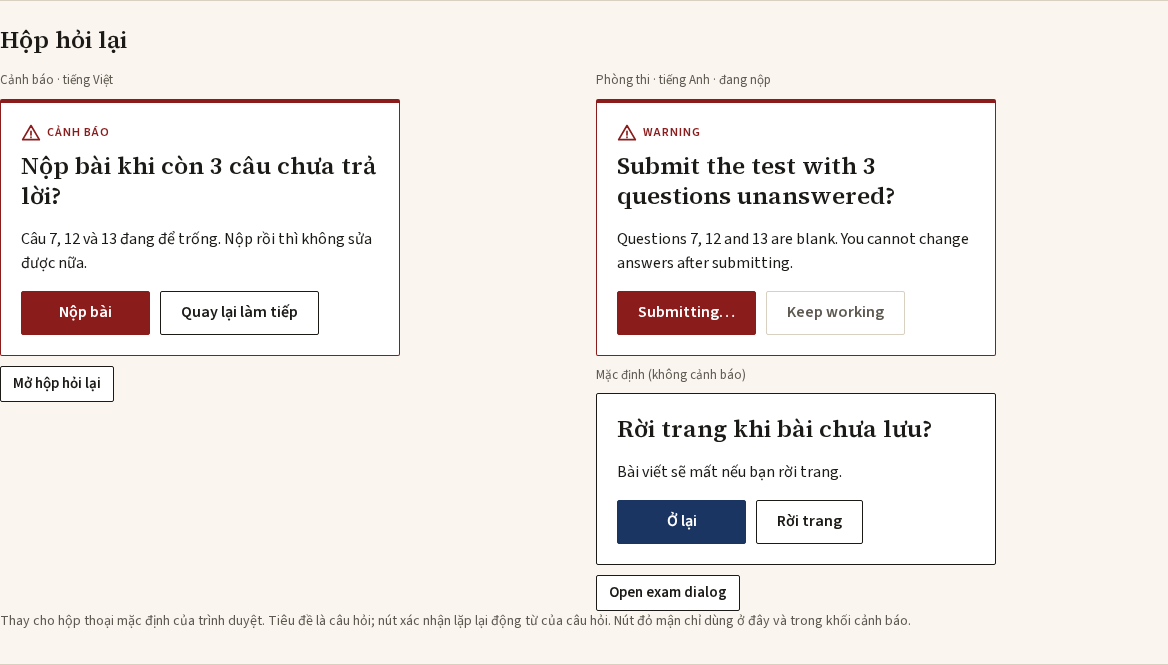 Hộp hỏi lại
Cảnh báo · tiếng Việt
CẢNH BÁO
Nộp bài khi còn 3 câu chưa trả
lời?
Câu 7, 12 và 13 đang để trống. Nộp rồi thì không sửa
được nữa.
Nộp bài
Quay lại làm tiếp
Mở hộp hỏi lại
Phòng thi · tiếng Anh · đang nộp
WARNING
Submit the test with 3
questions unanswered?
Questions 7, 12 and 13 are blank. You cannot change
answers after submitting.
Submitting…
Keep working
Mặc định (không cảnh báo)
Rời trang khi bài chưa lưu?
Bài viết sẽ mất nếu bạn rời trang.
Ở lại
Rời trang
Open exam dialog
Thay cho hộp thoại mặc định của trình duyệt. Tiêu đề là câu hỏi; nút xác nhận lặp lại động từ của câu hỏi. Nút đỏ mận chỉ dùng ở đây và trong khối cảnh báo.